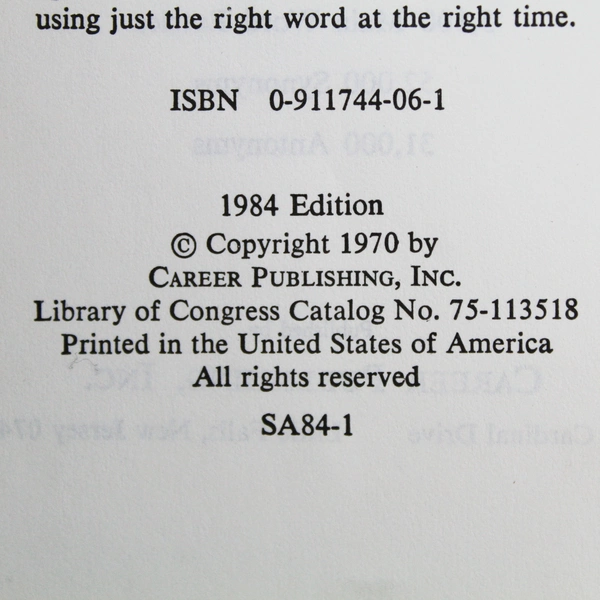 using just the right word at the right time.
ISBN 0-911744-06-1
1984 Edition
© Copyright 1970 by
CAREER PUBLISHING, INC.
Library of Congress Catalog No. 75-113518
Printed in the United States of America
All rights reserved
SA84-1